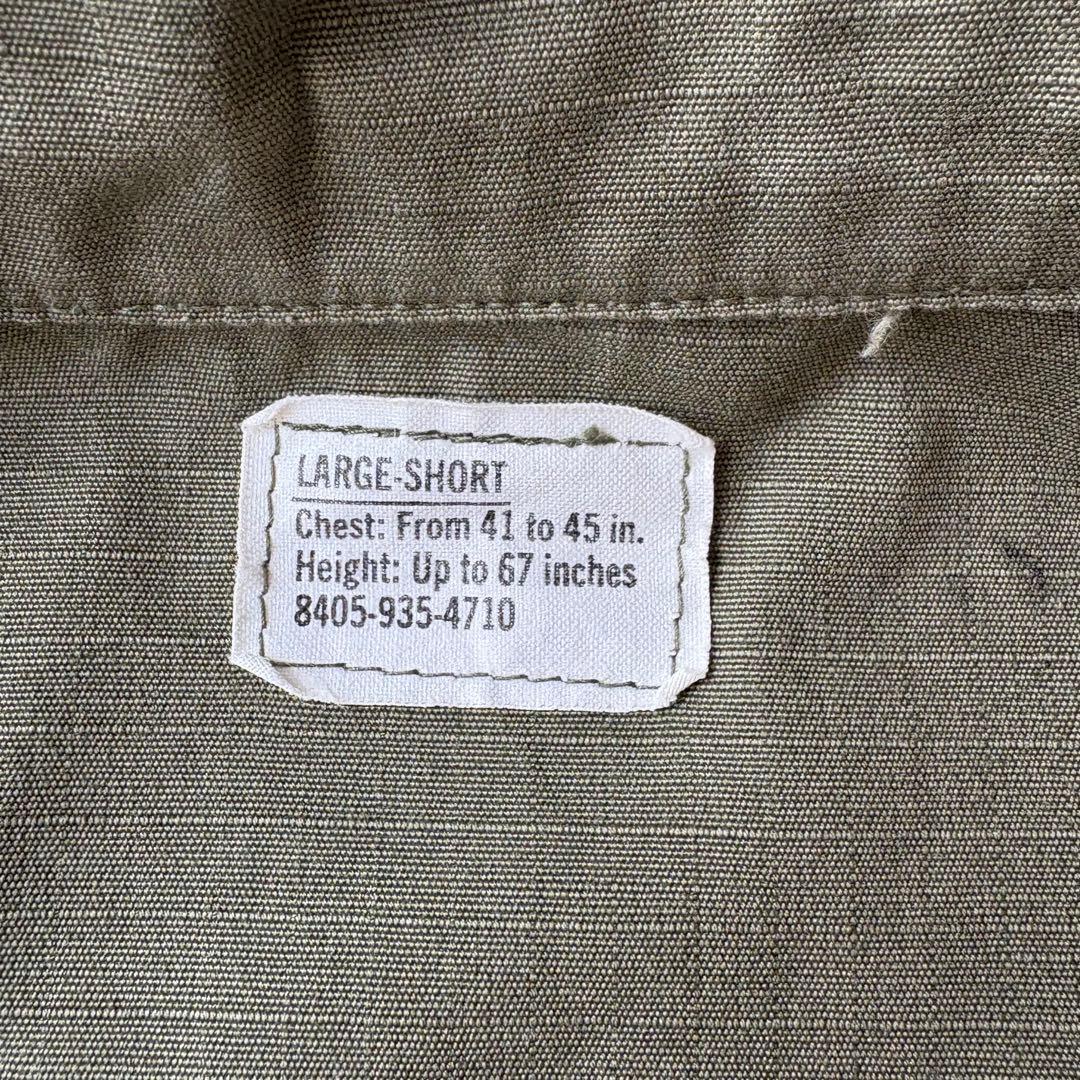 LARGE-SHORT
Chest: From 41 to 45 in.
Height: Up to 67 inches
8405-935-4710